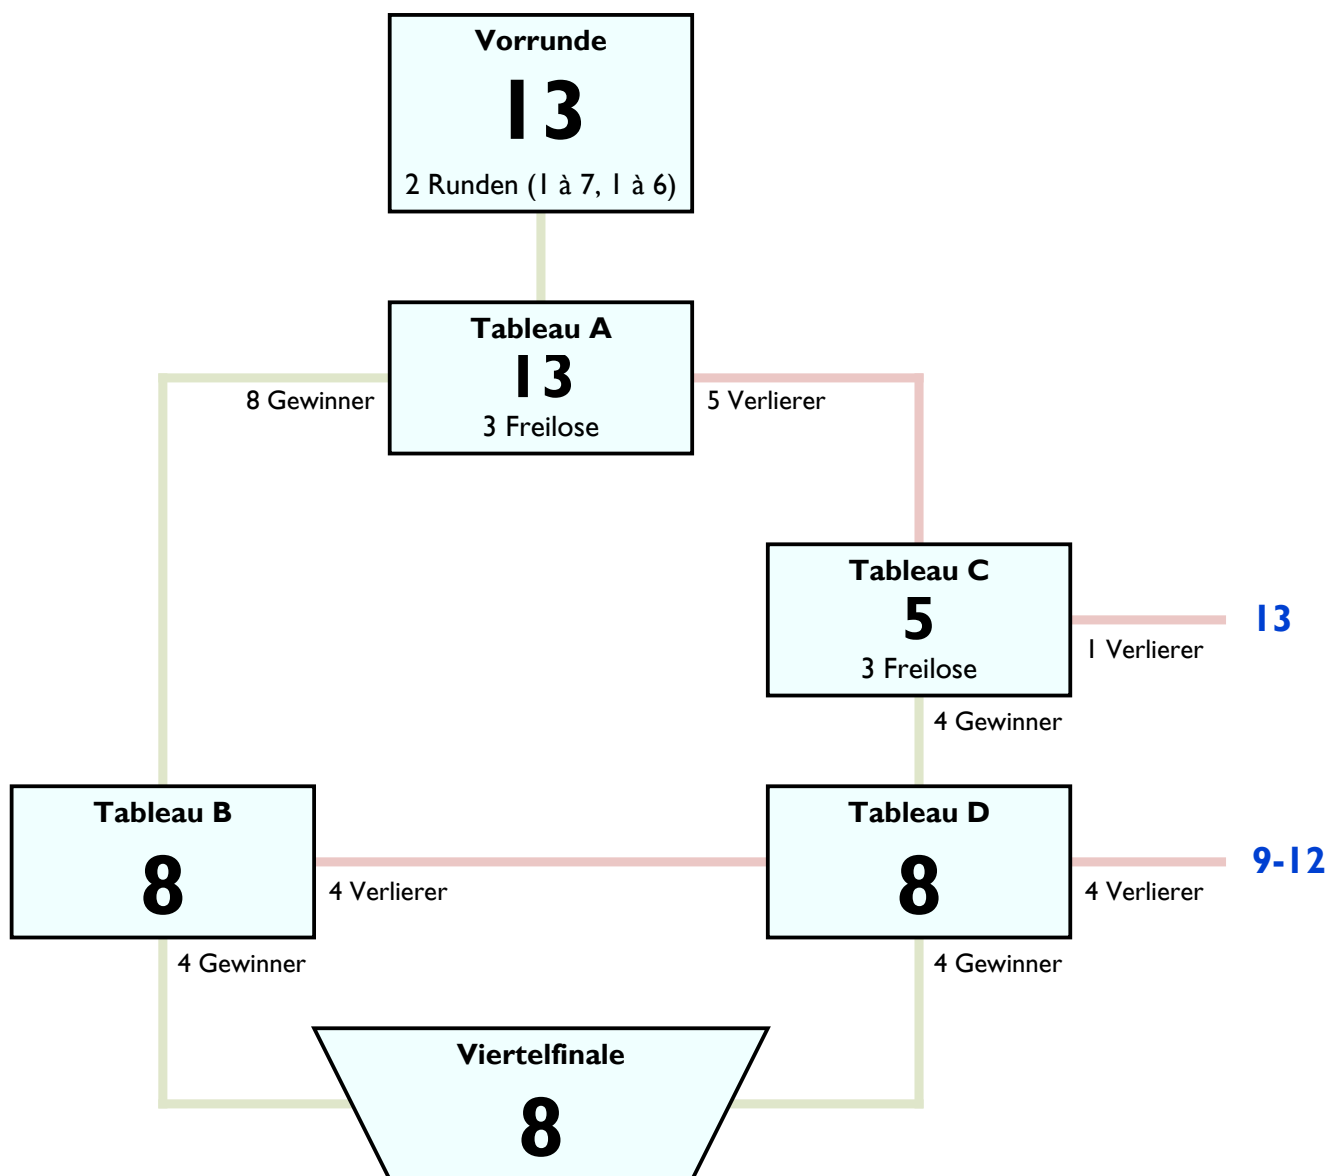 Vorrunde
13
2 Runden (1 à 7, 1 à 6)
Tableau A
13
3 Freilose
8 Gewinner
5 Verlierer
Tableau C
5
3 Freilose
13
1 Verlierer
4 Gewinner
Tableau B
8
4 Verlierer
Tableau D
8
9-12
4 Verlierer
4 Gewinner
4 Gewinner
Viertelfinale
8